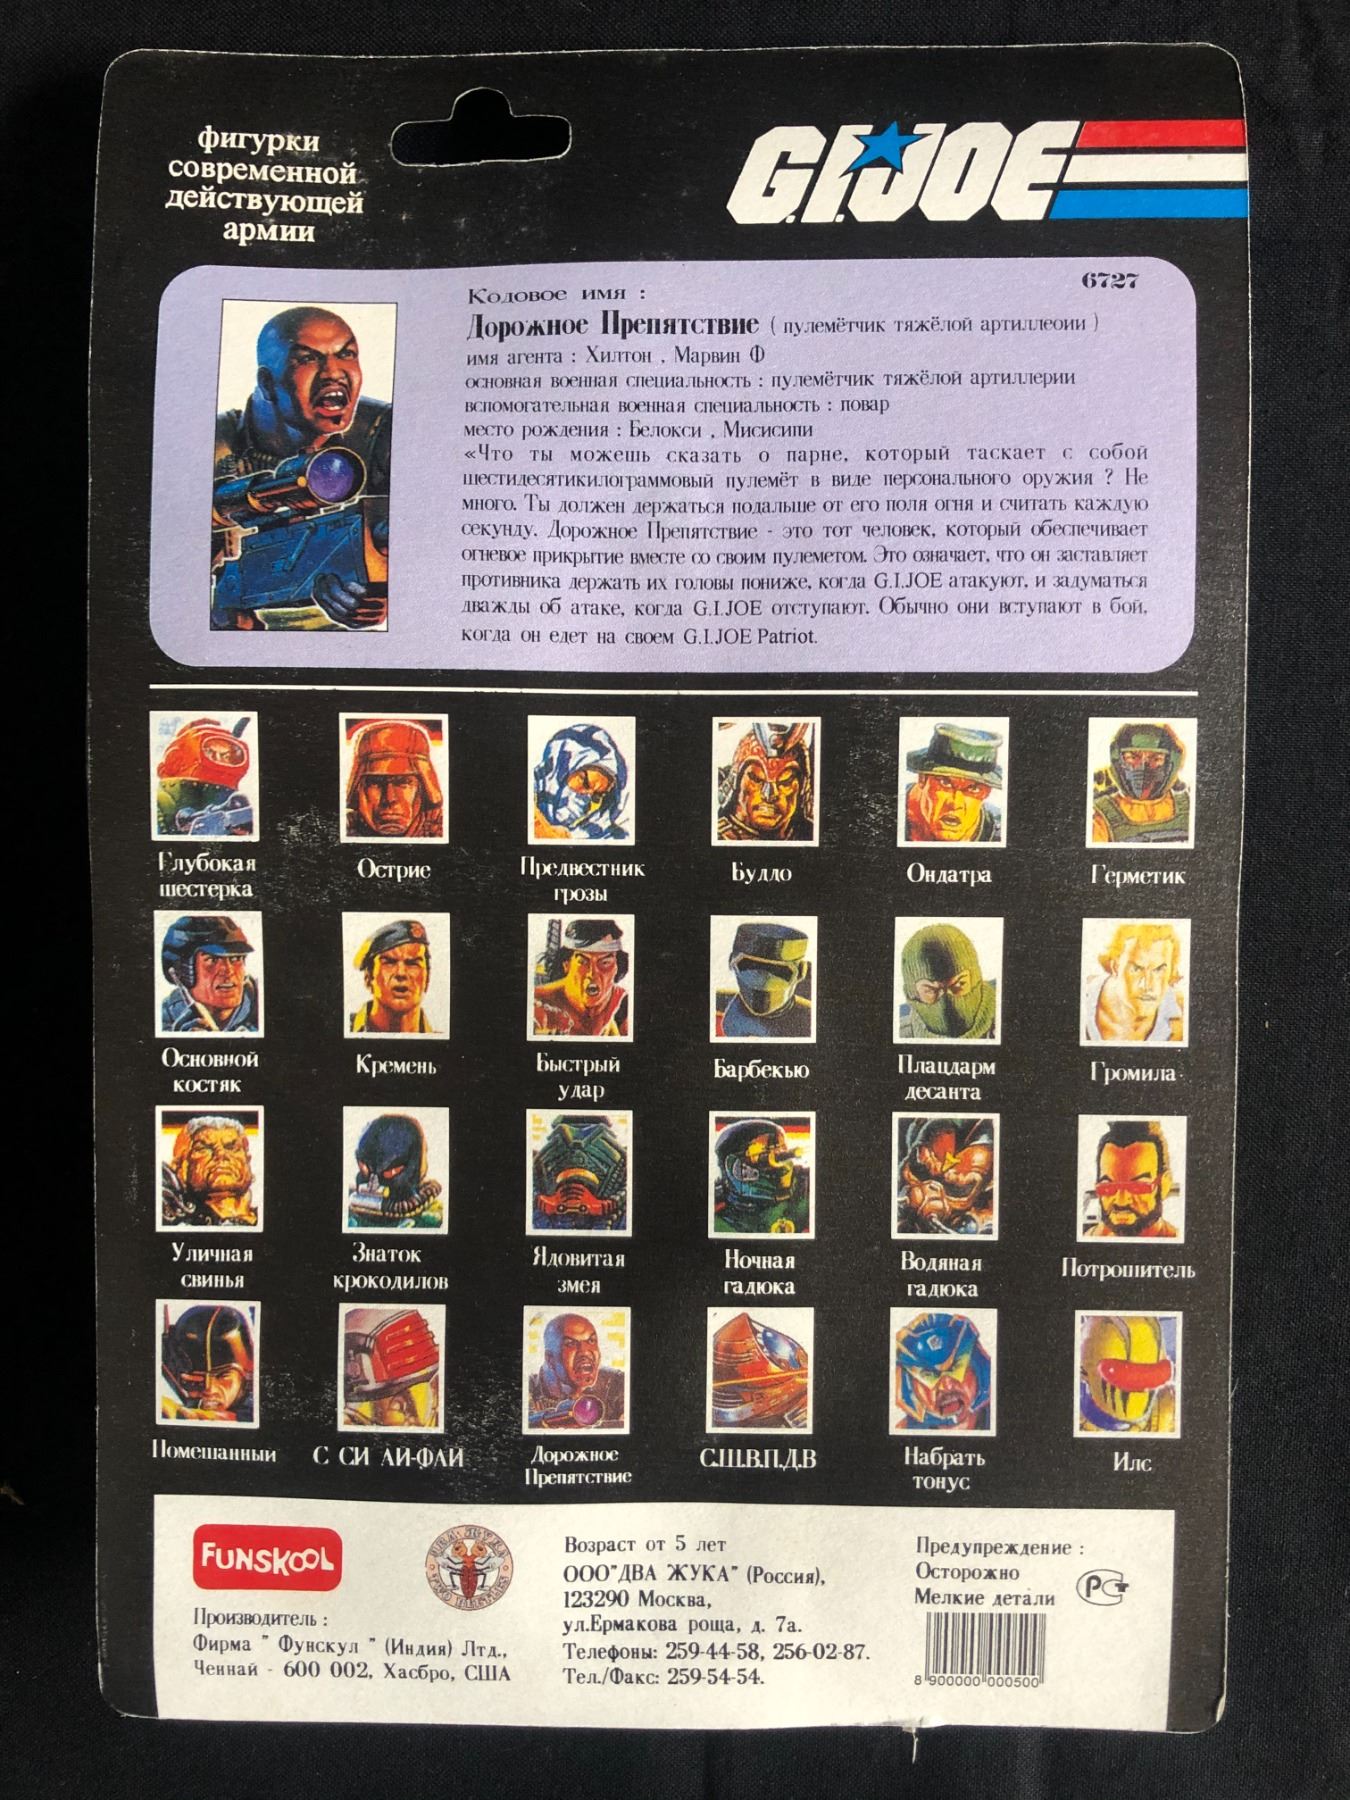 фигурки
современной
действующей
армии
G.I.JOE
6727
Кодовое имя :
Дорожное Препятствие ( пулемётчик тяжёлой артиллеоии )
имя агента : Хилтон , Марвин Ф
основная военная специальность : пулемётчик тяжёлой артиллерии
вспомогательная военная специальность : повар
место рождения : Белокси , Мисисипи
«Что ты можешь сказать о парне, который таскает с собой
шестидесятикилограммовый пулемёт в виде персонального оружия ? Не
много. Ты должен держаться подальше от его поля огня и считать каждую
секунду. Дорожное Препятствие - это тот человек, который обеспечивает
огневое прикрытие вместе со своим пулеметом. Это означает, что он заставляет
противника держать их головы пониже, когда G.I.JOE атакуют, и задуматься
дважды об атаке, когда G.I.JOE отступают. Обычно они вступают в бой,
когда он едет на своем G.I.JOE Patriot.
Глубокая
шестерка
Острие
Предвестник
грозы
Будло
Ондатра
Герметик
Основной
костяк
Кремень
Быстрый
удар
Барбекью
Плацдарм
десанта
Громила
Уличная
свинья
Знаток
крокодилов
Ядовитая
змея
Ночная
гадюка
Водяная
гадюка
Потрошитель
Помешанный
С СИ АЙ-ФАЙ
Дорожное
Препятствие
С.Ш.В.П.Д.В
Набрать
тонус
Илс
FUNSKOOL
Производитель :
Фирма " Фунскул " (Индия) Лтд.,
Ченнай - 600 002, Хасбро, США
Возраст от 5 лет
ООО"ДВА ЖУКА" (Россия),
123290 Москва,
ул.Ермакова роща, д. 7а.
Телефоны: 259-44-58, 256-02-87.
Тел./Факс: 259-54-54.
Предупреждение :
Осторожно
Мелкие детали
8 900000 000500